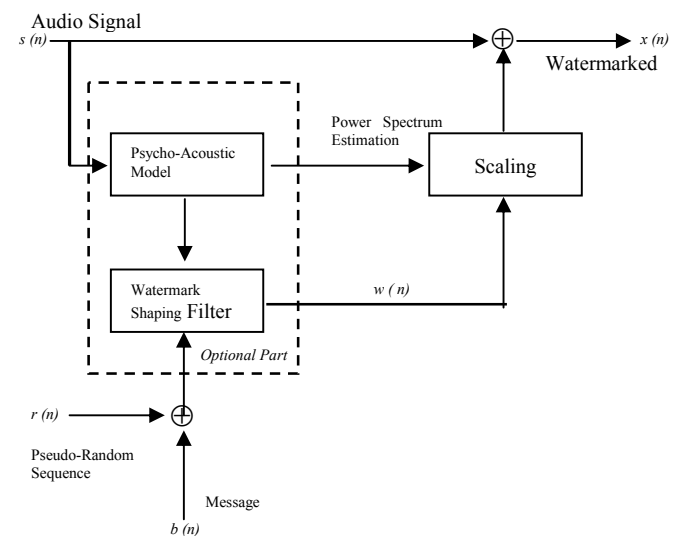 Audio Signal
s (n)
x (n)
Watermarked
Power Spectrum
Estimation
Psycho-Acoustic
Model
Scaling
Watermark
Shaping Filter
w ( n)
Optional Part
r (n)
Pseudo-Random
Sequence
Message
b (n)